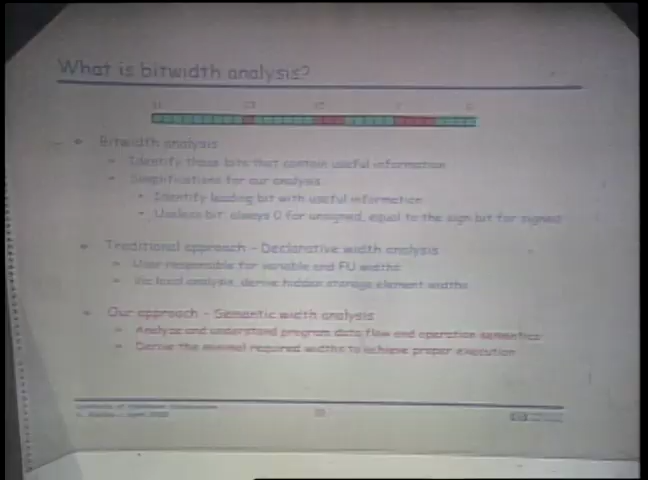 What is bitwidth analysis?
Bitwidth analysis
Identify those bits that contain useful information
Simplifications for our analysis
Identify leading bit with useful information
Useless bit: always 0 for unsigned, equal to the sign bit for signed
Traditional approach - Declarative width analysis
User responsible for variable and FU widths
Via local analysis, derive hidden storage element widths
Our approach - Semantic width analysis
Analyze and understand program data flow and operation semantics
Derive the minimal required widths to achieve proper execution